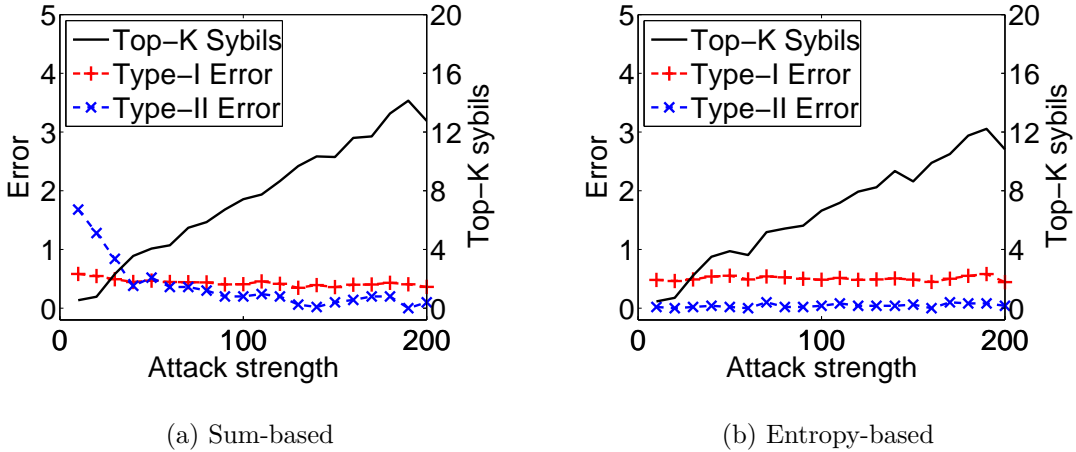 5
4
3
2
1
0
Error
Top-K Sybils
Type-I Error
Type-II Error
20
16
12
8
4
0
Top-K sybils
0
100
200
Attack strength
(a) Sum-based
5
4
3
2
1
0
Error
Top-K Sybils
Type-I Error
Type-II Error
20
16
12
8
4
0
Top-K sybils
0
100
200
Attack strength
(b) Entropy-based